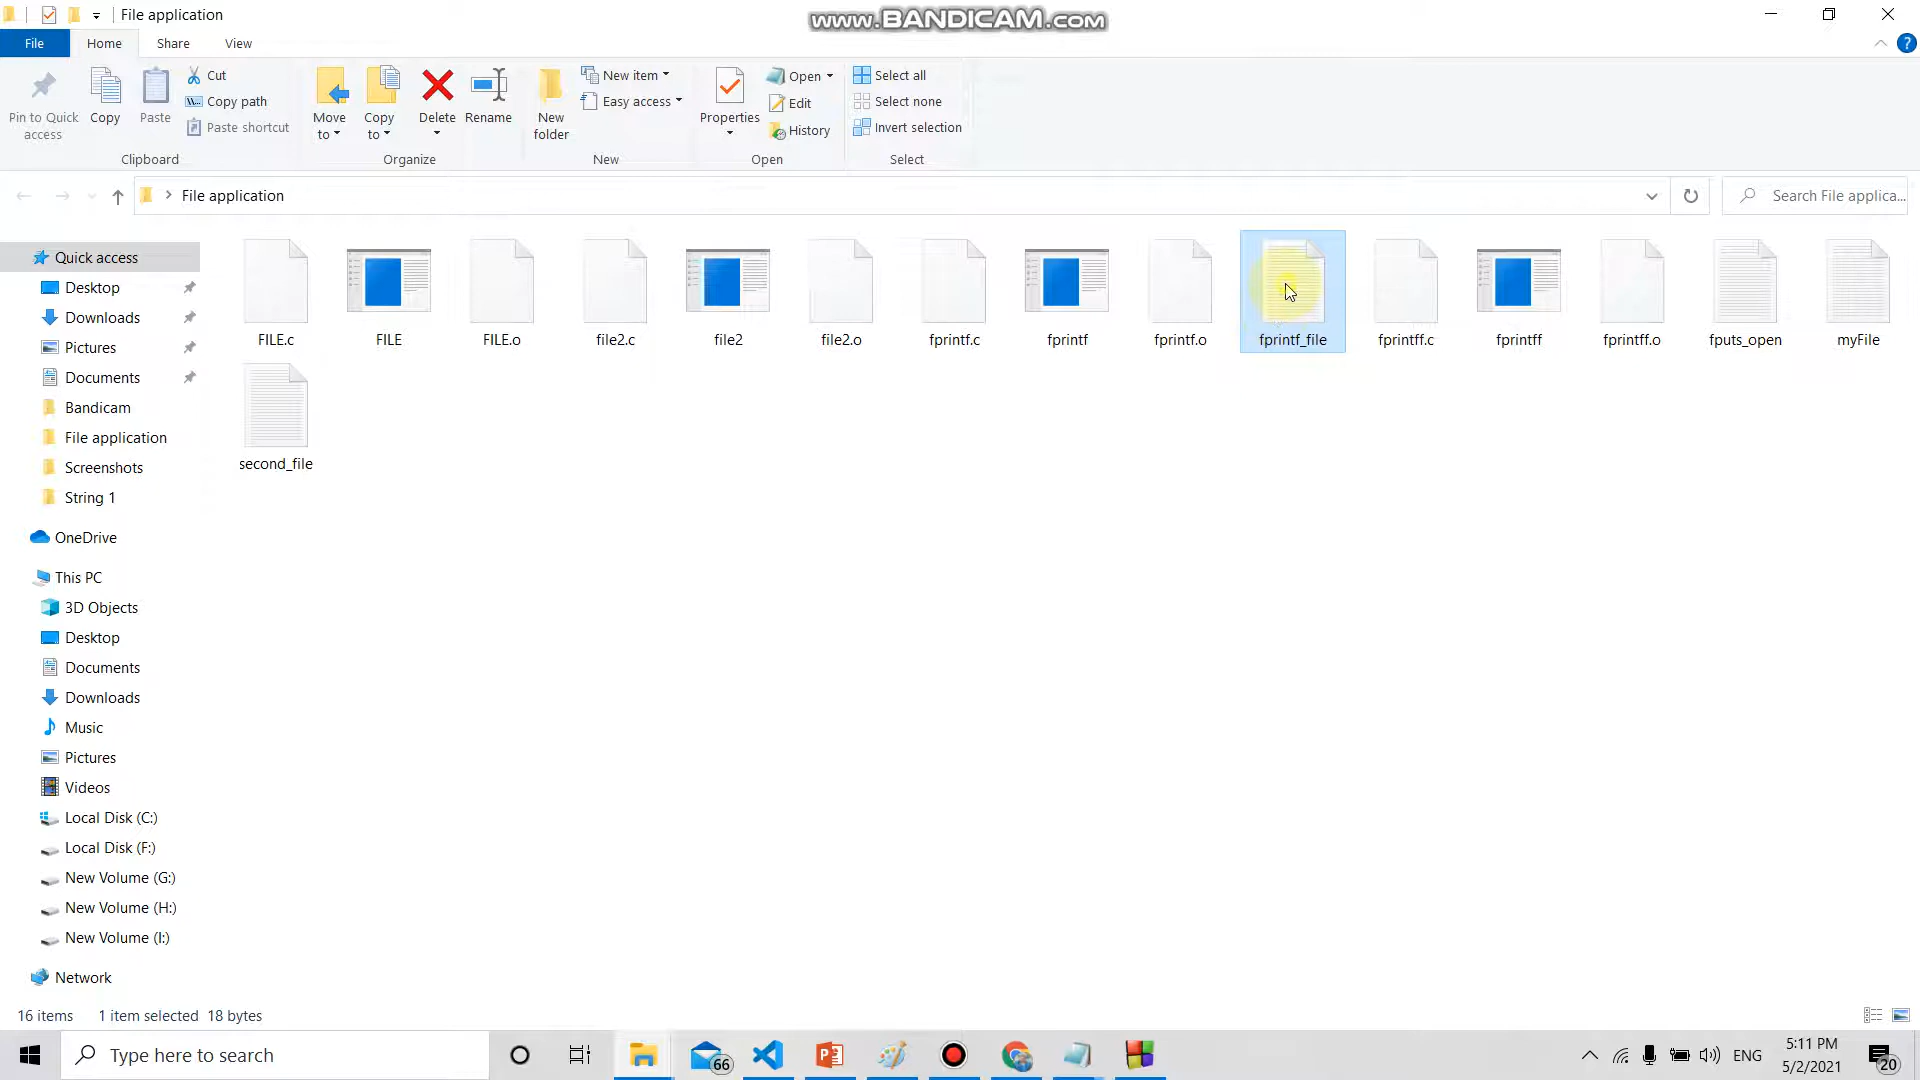 File application
www.BANDICAM.com
File
Home
Share
View
Pin to Quick access
Copy
Paste
Cut
Copy path
Paste shortcut
Clipboard
Move to
Copy to
Delete
Rename
Organize
New folder
New item
Easy access
New
Properties
Open
Edit
History
Open
Select all
Select none
Invert selection
Select
File application
Search File applica...
Quick access
Desktop
Downloads
Pictures
Documents
Bandicam
File application
Screenshots
String 1
OneDrive
This PC
3D Objects
Desktop
Documents
Downloads
Music
Pictures
Videos
Local Disk (C:)
Local Disk (F:)
New Volume (G:)
New Volume (H:)
New Volume (I:)
Network
FILE.c
FILE
FILE.o
file2.c
file2
file2.o
fprintf.c
fprintf
fprintf.o
fprintf_file
fprintff.c
fprintff
fprintff.o
fputs_open
myFile
second_file
16 items
1 item selected 18 bytes
Type here to search
66
ENG
5:11 PM
5/2/2021
20